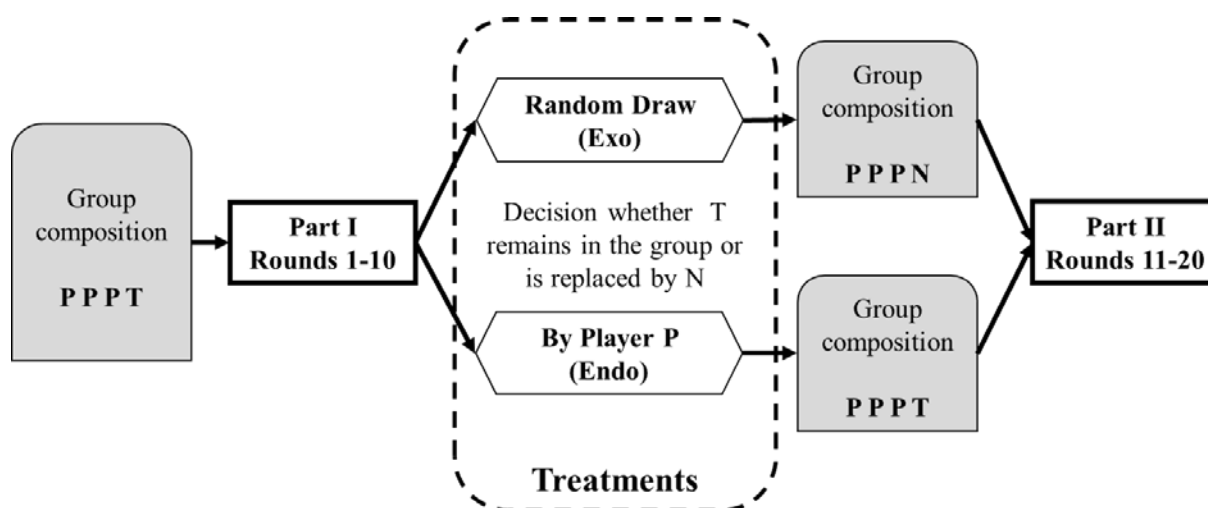 Group
composition
P P P T
Part I
Rounds 1-10
Random Draw
(Exo)
Decision whether T
remains in the group or
is replaced by N
By Player P
(Endo)
Treatments
Group
composition
P P P N
Group
composition
P P P T
Part II
Rounds 11-20